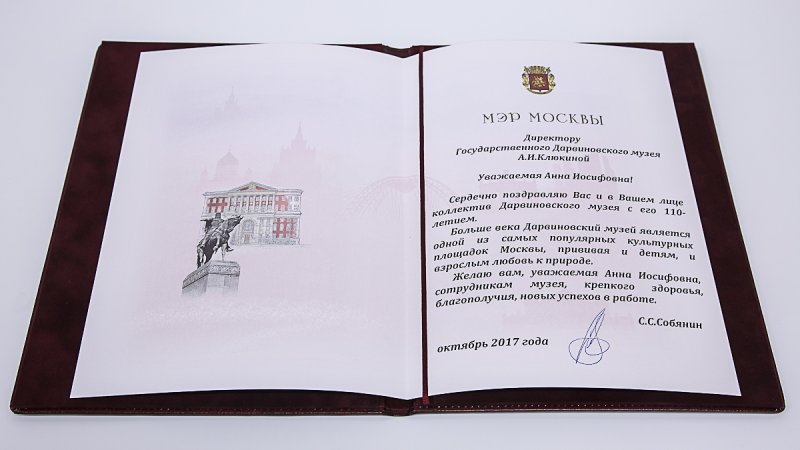 МЭР МОСКВЫ
Директору
Государственного Дарвиновского музея
А.И.Клюкиной
Уважаемая Анна Иосифовна!
Сердечно поздравляю Вас и в Вашем лице
коллектив Дарвиновского музея с его 110-
летием.
Больше века Дарвиновский музей является
одной из самых популярных культурных
площадок Москвы, прививая и детям, и
взрослым любовь к природе.
Желаю вам, уважаемая Анна Иосифовна,
сотрудникам музея, крепкого здоровья,
благополучия, новых успехов в работе.
С.С.Собянин
октябрь 2017 года